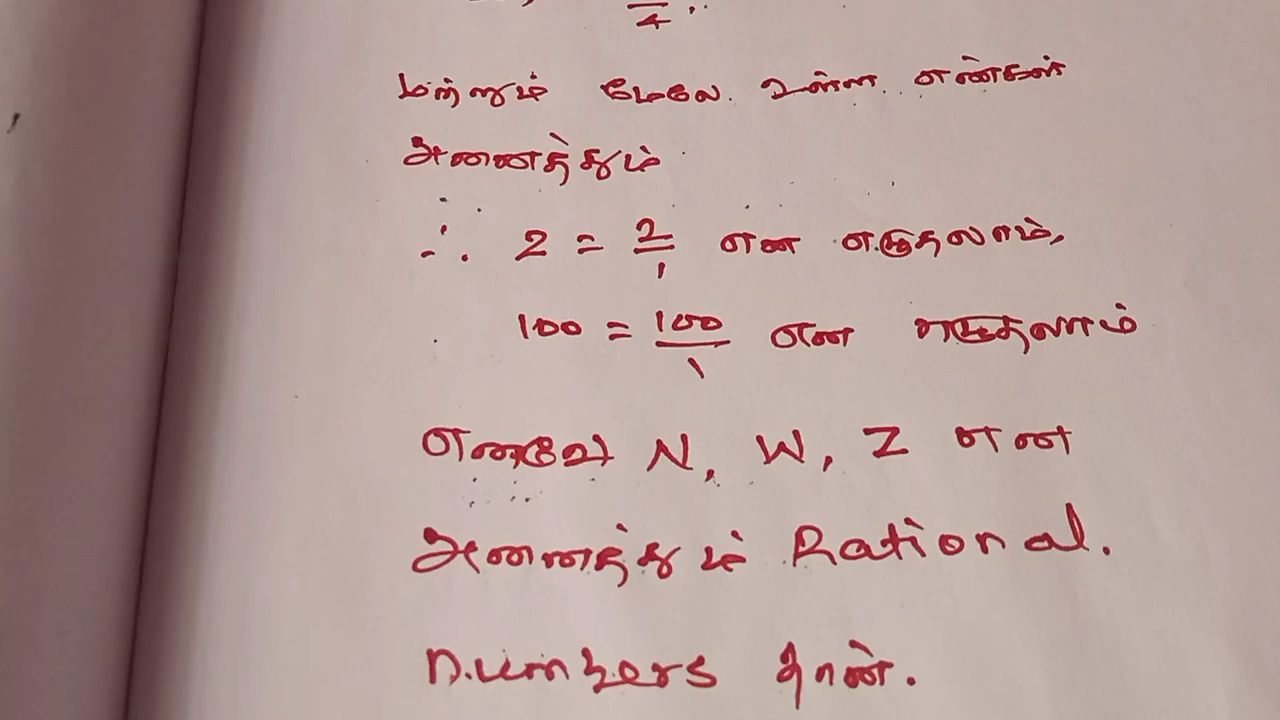 4
மற்றும் மேலே உள்ள எண்கள்
அனைத்தும்
∴ 2 = 2/1 என எழுதலாம்,
100 = 100/1 என எழுதலாம்
எனவே N, W, Z என
அனைத்தும் Rational.
numbers தான்.